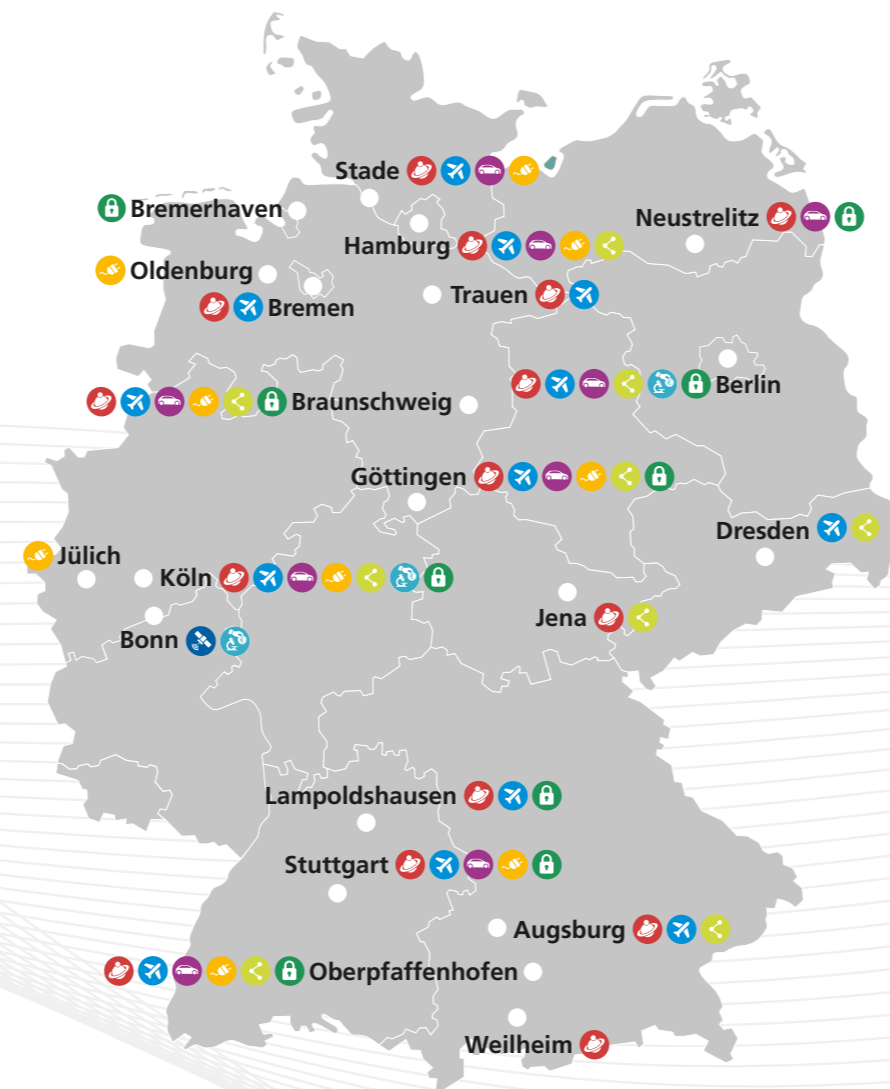 Stade
Bremerhaven
Neustrelitz
Hamburg
Oldenburg
Trauen
Bremen
Berlin
Braunschweig
Göttingen
Dresden
Jülich
Köln
Jena
Bonn
Lampoldshausen
Stuttgart
Augsburg
Oberpfaffenhofen
Weilheim